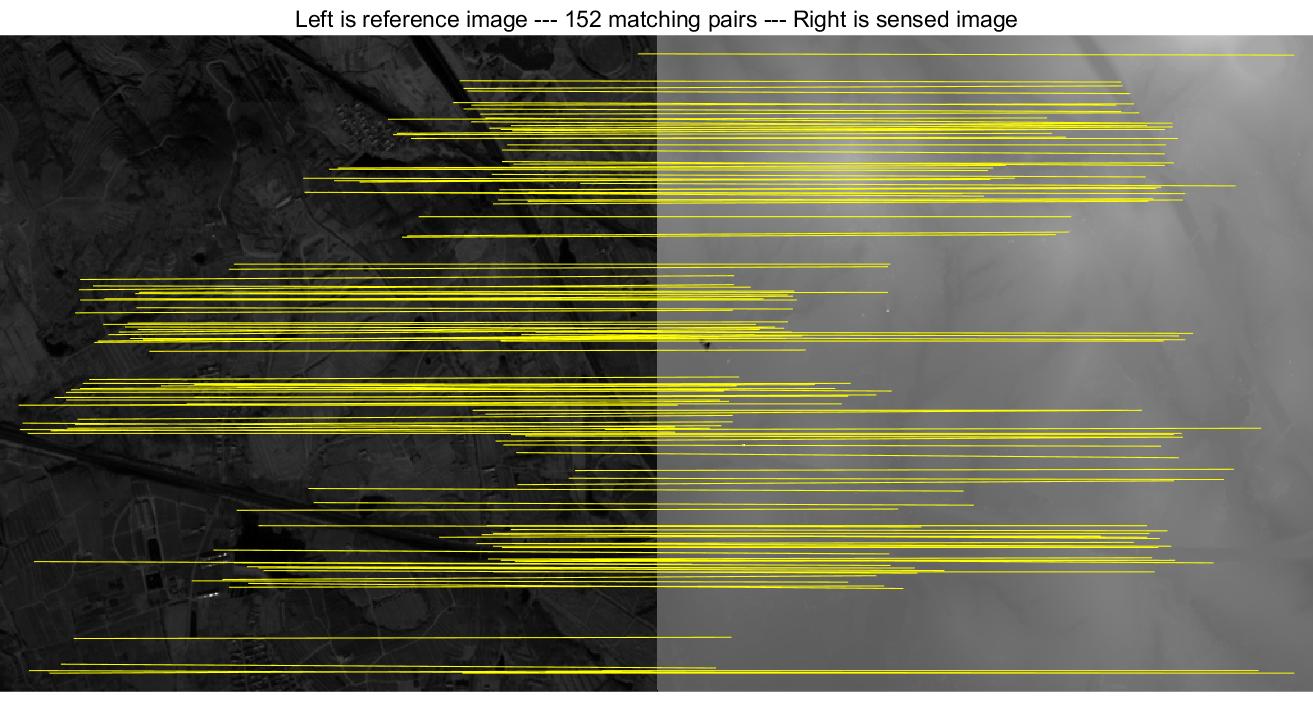 Left is reference image --- 152 matching pairs --- Right is sensed image